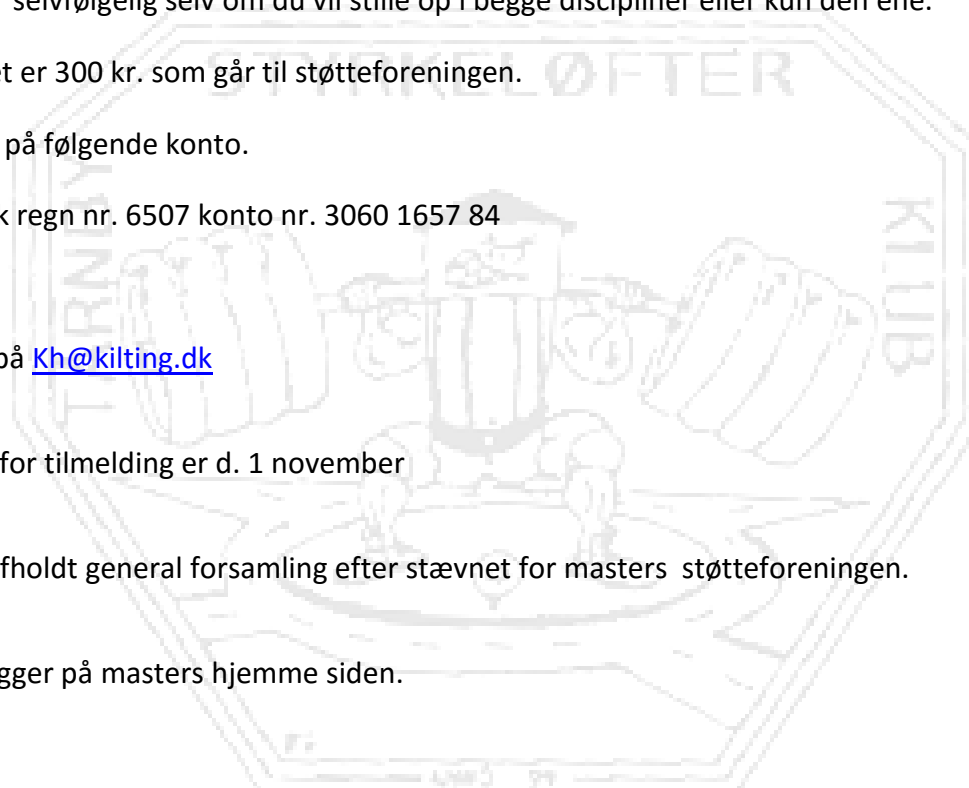 selvfølgelig selv om du vil stille op i begge discipliner eller kun den ene.
STYRKELØFTER
et er 300 kr. som går til støtteforeningen.
på følgende konto.
TÅRNBY
KLUB
k regn nr. 6507 konto nr. 3060 1657 84
på Kh@kilting.dk
for tilmelding er d. 1 november
fholdt general forsamling efter stævnet for masters  støtteforeningen.
gger på masters hjemme siden.